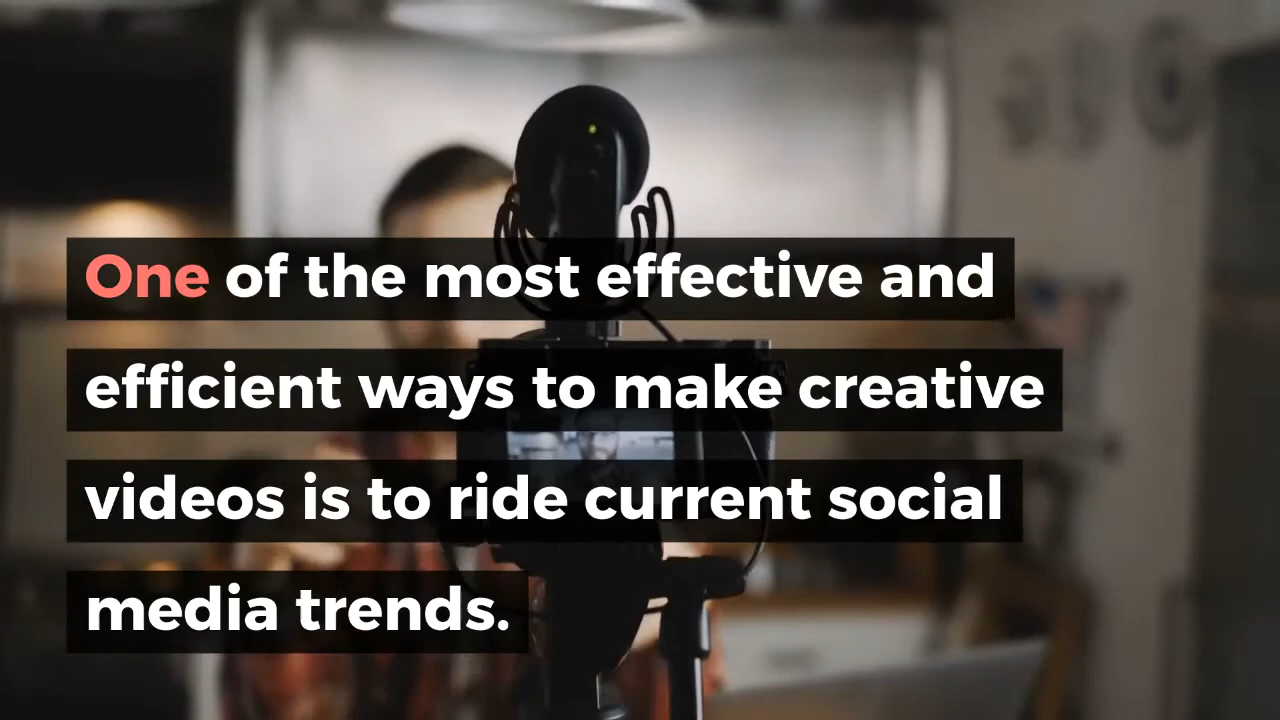 One of the most effective and
efficient ways to make creative
videos is to ride current social
media trends.